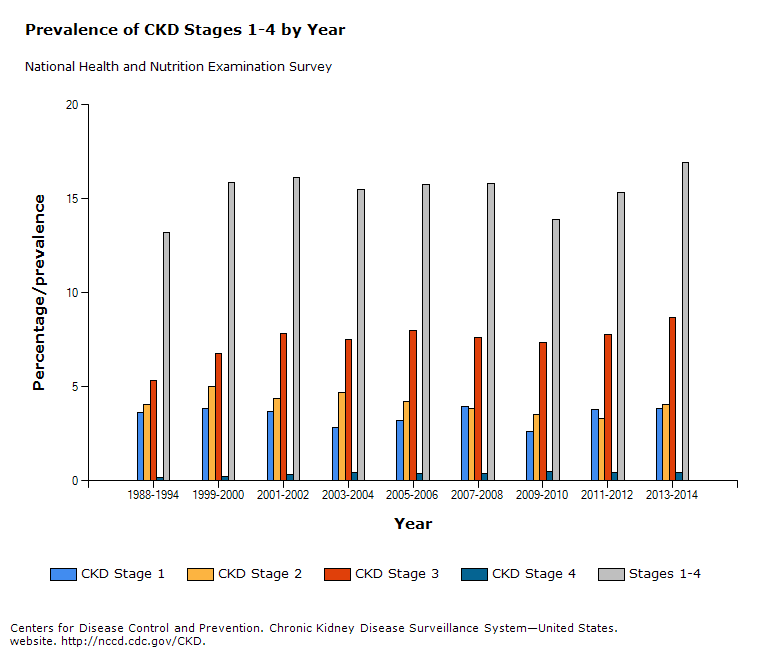 Prevalence of CKD Stages 1-4 by Year
National Health and Nutrition Examination Survey
Percentage/prevalence
20
15
10
5
0
1988-1994 1999-2000 2001-2002 2003-2004 2005-2006 2007-2008 2009-2010 2011-2012 2013-2014
Year
CKD Stage 1 CKD Stage 2 CKD Stage 3 CKD Stage 4 Stages 1-4
Centers for Disease Control and Prevention. Chronic Kidney Disease Surveillance System—United States.
website. http://nccd.cdc.gov/CKD.